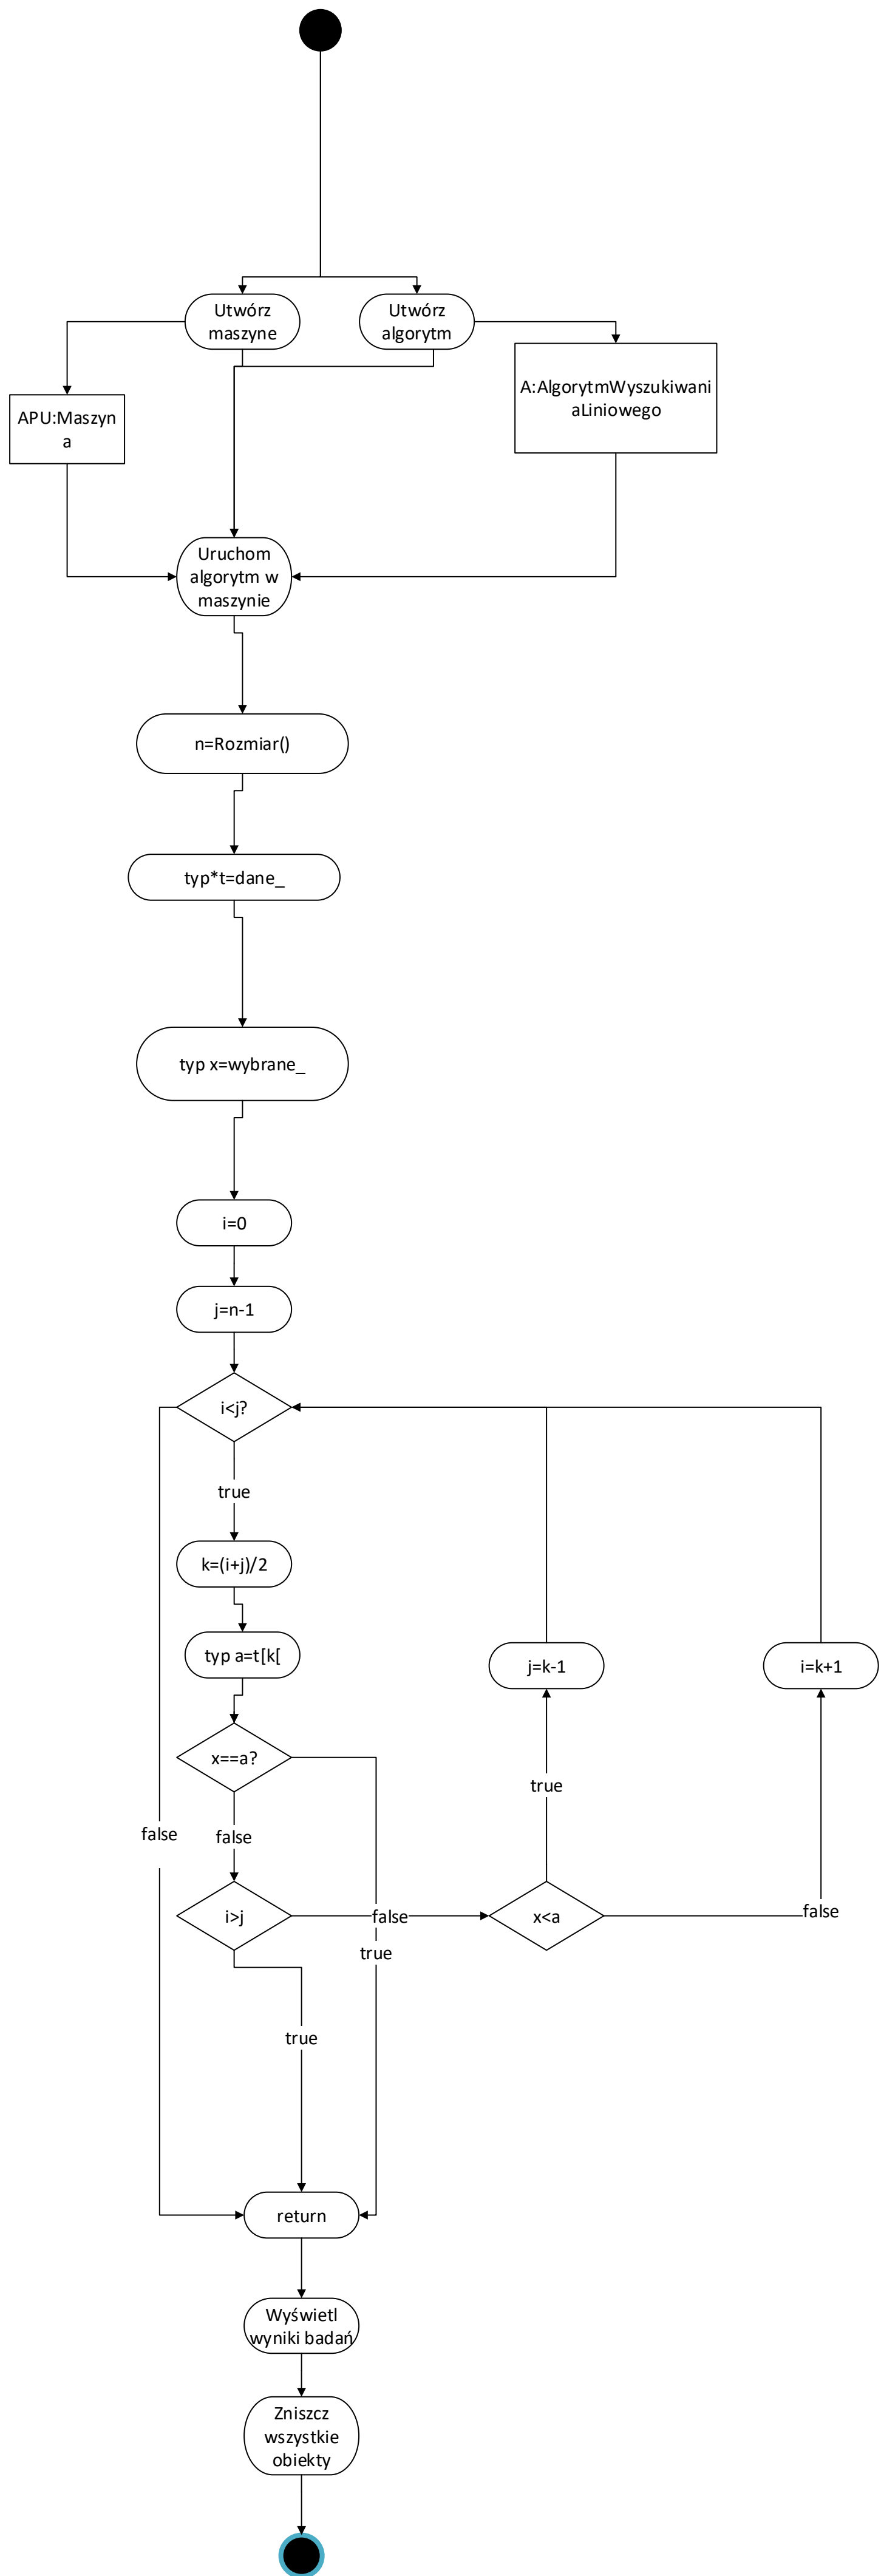 Utwórz
maszyne
Utwórz
algorytm
A:AlgorytmWyszukiwani
aLiniowego
APU:Maszyn
a
Uruchom
algorytm w
maszynie
n=Rozmiar()
typ*t=dane_
typ x=wybrane_
i=0
j=n-1
i<j?
true
k=(i+j)/2
typ a=t[k[
j=k-1
i=k+1
x==a?
true
false
false
i>j
false
x<a
false
true
true
return
Wyświetl
wyniki badań
Zniszcz
wszystkie
obiekty